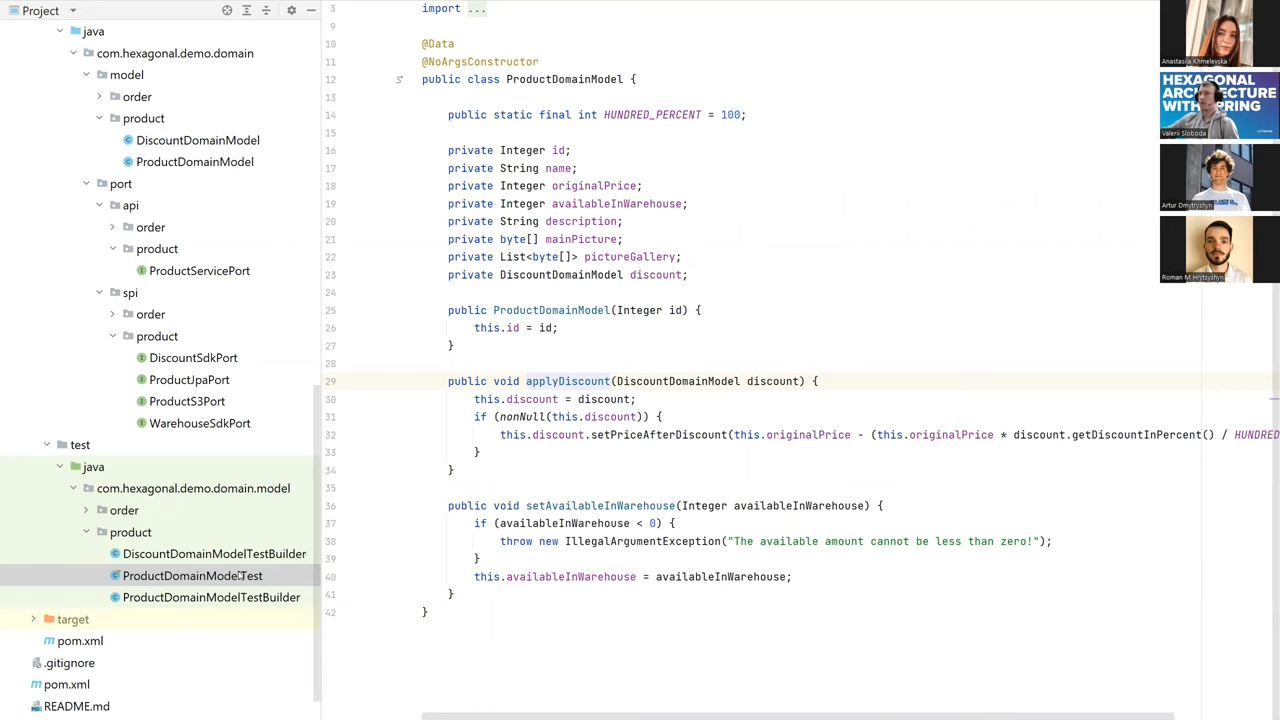 Project
java
com.hexagonal.demo.domain
model
order
product
DiscountDomainModel
ProductDomainModel
port
api
order
product
ProductServicePort
spi
order
product
DiscountSdkPort
ProductJpaPort
ProductS3Port
WarehouseSdkPort
test
java
com.hexagonal.demo.domain.model
order
product
DiscountDomainModelTestBuilder
ProductDomainModelTest
ProductDomainModelTestBuilder
target
pom.xml
.gitignore
pom.xml
README.md
3 import ...
9
10 @Data
11 @NoArgsConstructor
12 public class ProductDomainModel {
13
14 public static final int HUNDRED_PERCENT = 100;
15
16 private Integer id;
17 private String name;
18 private Integer originalPrice;
19 private Integer availableInWarehouse;
20 private String description;
21 private byte[] mainPicture;
22 private List<byte[]> pictureGallery;
23 private DiscountDomainModel discount;
24
25 public ProductDomainModel(Integer id) {
26 this.id = id;
27 }
28
29 public void applyDiscount(DiscountDomainModel discount) {
30 this.discount = discount;
31 if (nonNull(this.discount)) {
32 this.discount.setPriceAfterDiscount(this.originalPrice - (this.originalPrice * discount.getDiscountInPercent() / HUNDRED
33 }
34 }
35
36 public void setAvailableInWarehouse(Integer availableInWarehouse) {
37 if (availableInWarehouse < 0) {
38 throw new IllegalArgumentException("The available amount cannot be less than zero!");
39 }
40 this.availableInWarehouse = availableInWarehouse;
41 }
42 }
Anastasiia Khmelevska
HEXAGONAL
ARCHITECTURE
WITH SPRING
Valerii Sloboda
Artur Dmytryshyn
Roman M Hrytsyshyn